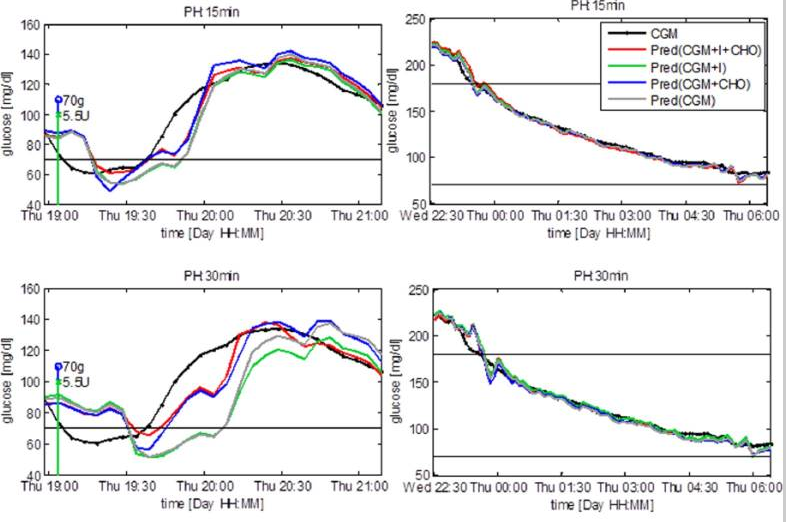 PH:15min
160
140
120
100
80
60
40
glucose [mg/dl]
70g
5.5U
Thu 19:00 Thu 19:30 Thu 20:00 Thu 20:30 Thu 21:00
time [Day HH:MM]
PH:15min
250
200
150
100
50
glucose [mg/dl]
CGM
Pred(CGM+I+CHO)
Pred(CGM+I)
Pred(CGM+CHO)
Pred(CGM)
Wed 22:30 Thu 00:00 Thu 01:30 Thu 03:00 Thu 04:30 Thu 06:00
time [Day HH:MM]
PH:30min
160
140
120
100
80
60
40
glucose [mg/dl]
70g
5.5U
Thu 19:00 Thu 19:30 Thu 20:00 Thu 20:30 Thu 21:00
time [Day HH:MM]
PH:30min
250
200
150
100
50
glucose [mg/dl]
Wed 22:30 Thu 00:00 Thu 01:30 Thu 03:00 Thu 04:30 Thu 06:00
time [Day HH:MM]